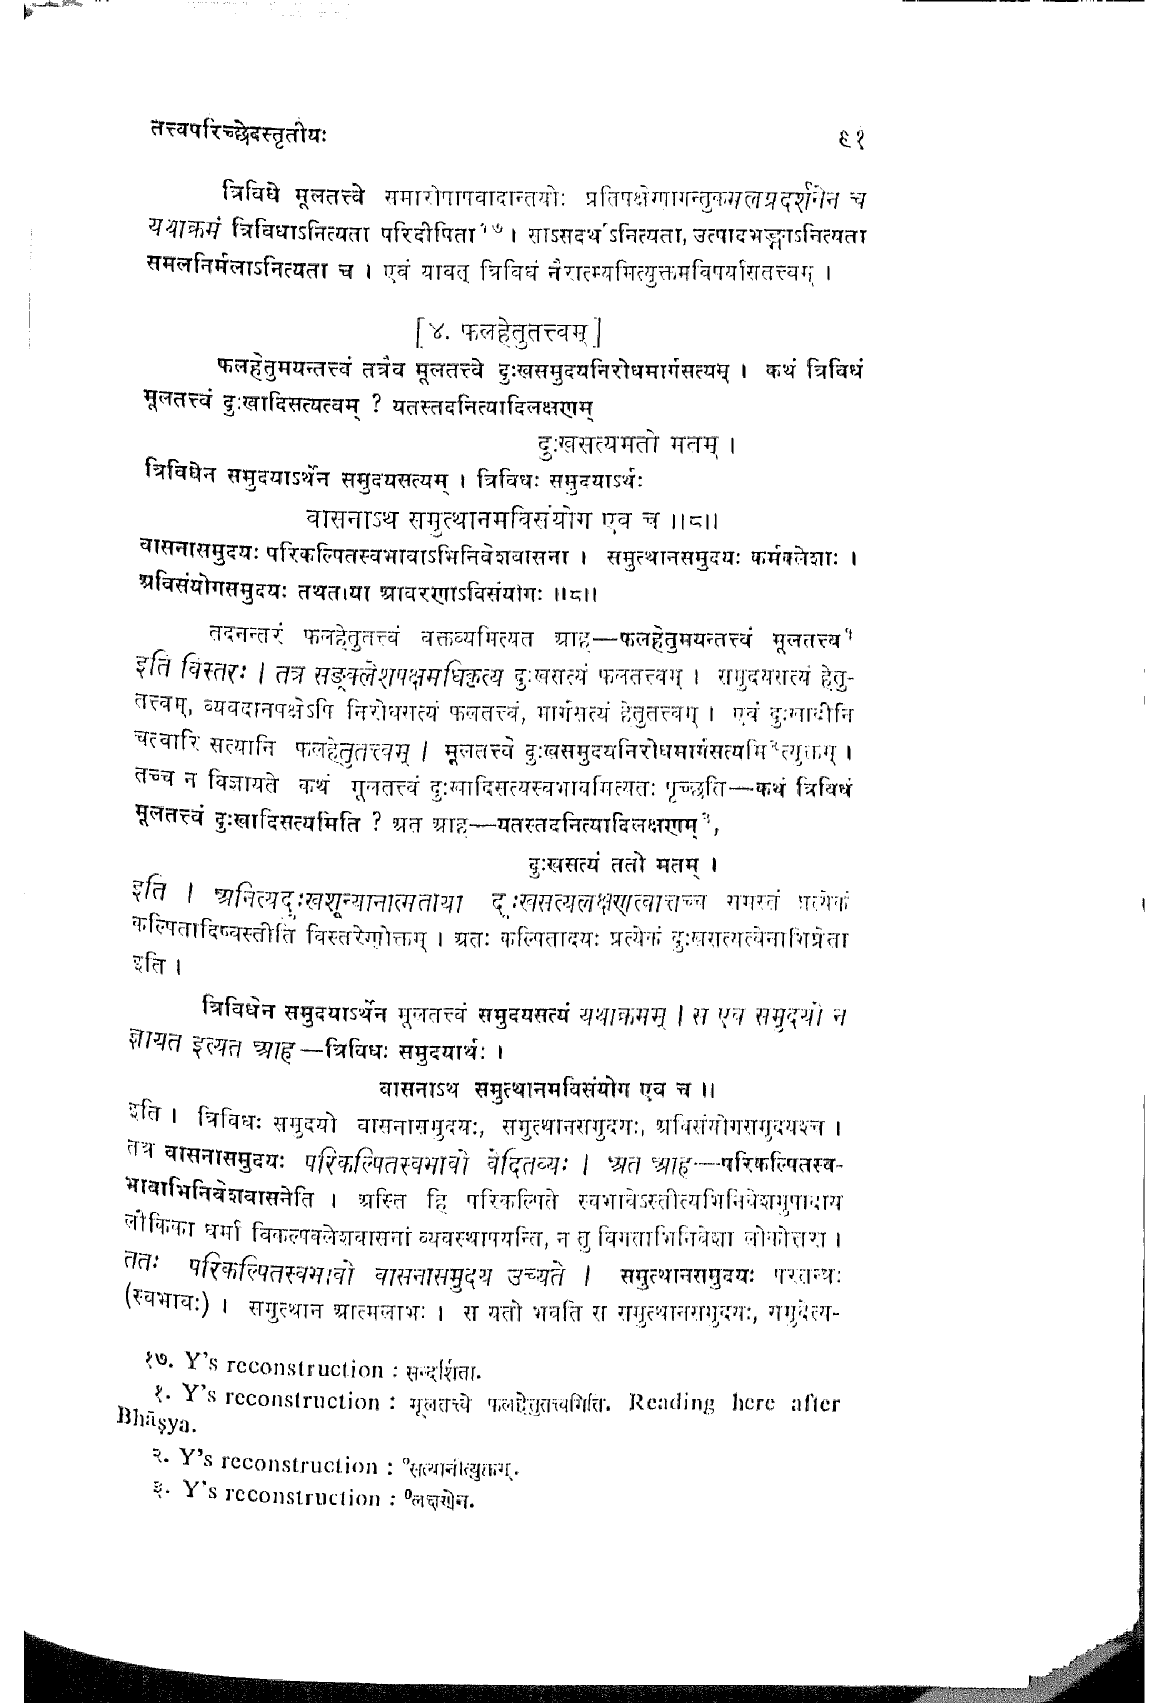 तत्त्वपरिच्छेदस्तृतीयः
९१
त्रिविधे मूलतत्त्वे समारोपापवादान्तयोः प्रतिपक्षेणागन्तुकमलप्रदर्शनेन च
यथाक्रमं त्रिविधाऽनित्यता परिदीपिता१७ । साऽसदर्थाऽनित्यता, उत्पादभङ्गाऽनित्यता
समलनिर्मलाऽनित्यता च । एवं यावत् त्रिविधं नैरात्म्यमित्युक्तमविपर्यासतत्त्वम् ।
[४. फलहेतुतत्त्वम्]
फलहेतुमयन्तत्त्वं तत्रैव मूलतत्त्वे दुःखसमुदयनिरोधमार्गसत्यम् । कथं त्रिविधं
मूलतत्त्वं दुःखादिसत्यत्वम् ? यतस्तदनित्यादिलक्षणम्
दुःखसत्यमतो मतम् ।
त्रिविधेन समुदयाऽर्थेन समुदयसत्यम् । त्रिविधः समुदयाऽर्थः
वासनाऽथ समुत्थानमविसंयोग एव च ॥८॥
वासनासमुदयः परिकल्पितस्वभावाऽभिनिवेशवासना । समुत्थानसमुदयः कर्मक्लेशाः ।
अविसंयोगसमुदयः तथताया आवरणाऽविसंयोगः ॥८॥
तदनन्तरं फलहेतुतत्त्वं वक्तव्यमित्यत आह—फलहेतुमयन्तत्त्वं मूलतत्त्व१
इति विस्तरः । तत्र सङ्क्लेशपक्षमधिकृत्य दुःखसत्यं फलतत्त्वम् । समुदयसत्यं हेतु-
तत्त्वम्, व्यवदानपक्षेऽपि निरोधसत्यं फलतत्त्वं, मार्गसत्यं हेतुतत्त्वम् । एवं दुःखादीनि
चत्वारि सत्यानि फलहेतुतत्त्वम् । मूलतत्त्वे दुःखसमुदयनिरोधमार्गसत्यमि२त्युक्तम् ।
तच्च न विज्ञायते कथं मूलतत्त्वं दुःखादिसत्यस्वभावमित्यतः पृच्छति—कथं त्रिविधं
मूलतत्त्वं दुःखादिसत्यमिति ? अत आह—यतस्तदनित्यादिलक्षणम्३,
दुःखसत्यं ततो मतम् ।
इति । अनित्यदुःखशून्यानात्मताया दुःखसत्यलक्षणत्वात्तच्च समस्तं प्रत्येकं
कल्पितादिष्वस्तीति विस्तरेणोक्तम् । अतः कल्पितादयः प्रत्येकं दुःखसत्यत्वेनाभिप्रेता
इति ।
त्रिविधेन समुदयाऽर्थेन मूलतत्त्वं समुदयसत्यं यथाक्रमम् । स एव समुदयो न
ज्ञायत इत्यत आह—त्रिविधः समुदयार्थः ।
वासनाऽथ समुत्थानमविसंयोग एव च ॥
इति । त्रिविधः समुदयो वासनासमुदयः, समुत्थानसमुदयः, अविसंयोगसमुदयश्च ।
तत्र वासनासमुदयः परिकल्पितस्वभावो वेदितव्यः । अत आह—परिकल्पितस्व-
भावाभिनिवेशवासनेति । अस्ति हि परिकल्पिते स्वभावेऽस्तीत्यभिनिवेशमुपादाय
लौकिका धर्मा विकल्पक्लेशवासनां व्यवस्थापयन्ति, न तु विगताभिनिवेशा लोकोत्तरा ।
ततः परिकल्पितस्वभावो वासनासमुदय उच्यते । समुत्थानसमुदयः परतन्त्रः
(स्वभावः) । समुत्थान आत्मलाभः । स यतो भवति स समुत्थानसमुदयः, समुदेत्य-
१७. Y's reconstruction : सन्दर्शिता.
१. Y's reconstruction : मूलतत्त्वे फलहेतुतत्त्वमिति. Reading here after
Bhāṣya.
२. Y's reconstruction : °सत्यानीत्युक्तम्.
३. Y's reconstruction : °लक्षणेन.